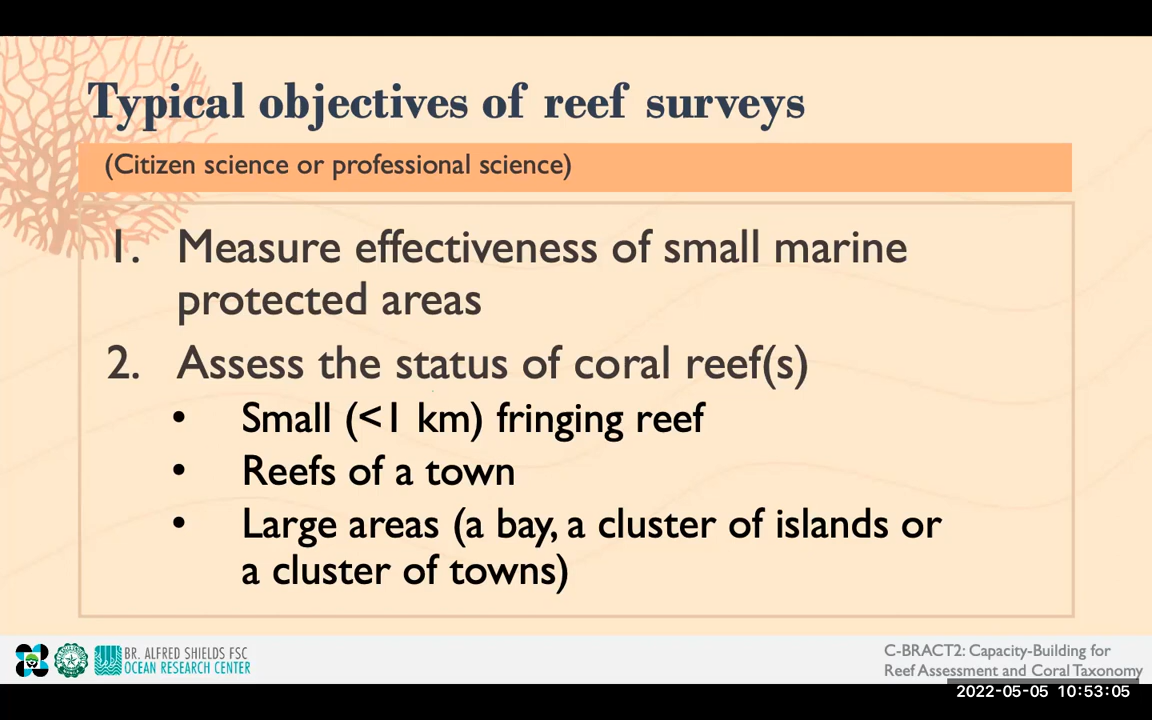 Typical objectives of reef surveys
(Citizen science or professional science)
1. Measure effectiveness of small marine
protected areas
2. Assess the status of coral reef(s)
• Small (<1 km) fringing reef
• Reefs of a town
• Large areas (a bay, a cluster of islands or
a cluster of towns)
BR. ALFRED SHIELDS FSC
OCEAN RESEARCH CENTER
C-BRACT2: Capacity-Building for
Reef Assessment and Coral Taxonomy
2022-05-05 10:53:05